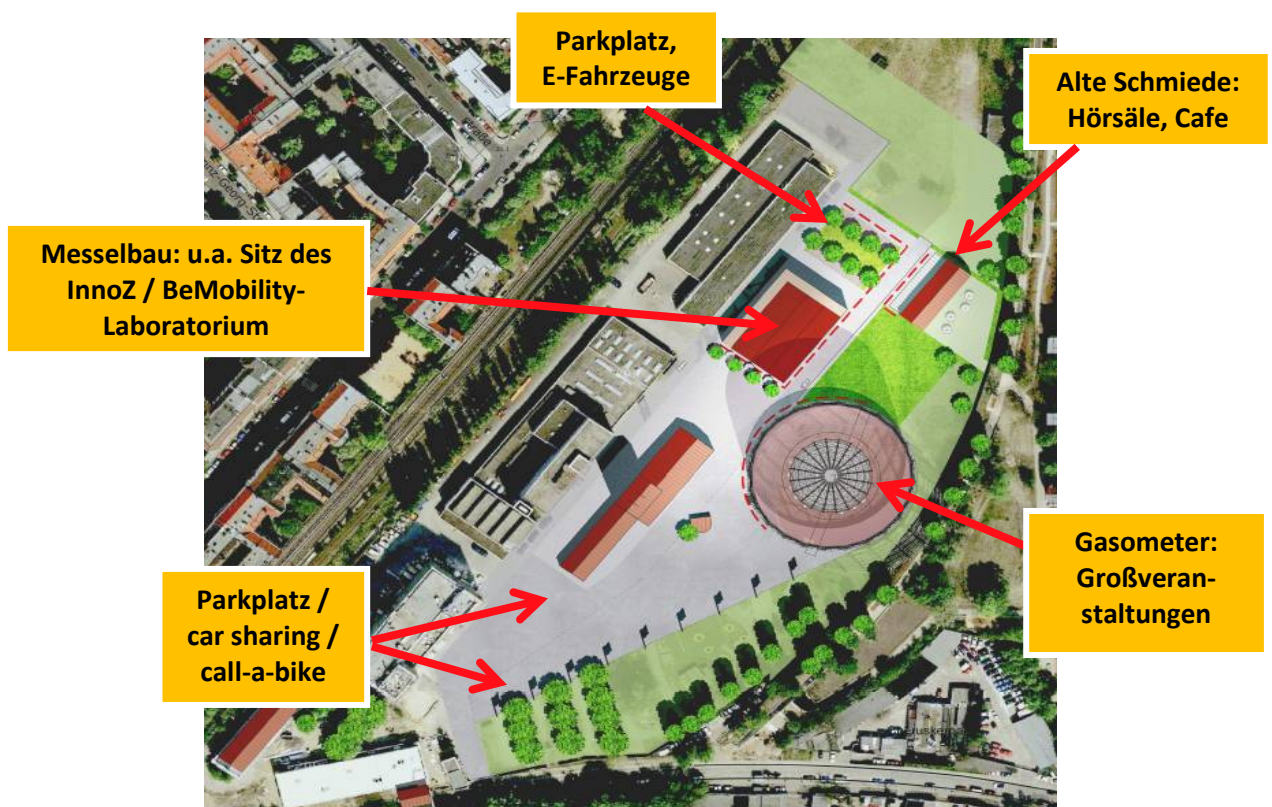 Parkplatz,
E-Fahrzeuge
Alte Schmiede:
Hörsäle, Cafe
Messelbau: u.a. Sitz des
InnoZ / BeMobility-
Laboratorium
Gasometer:
Großveran-
staltungen
Parkplatz /
car sharing /
call-a-bike